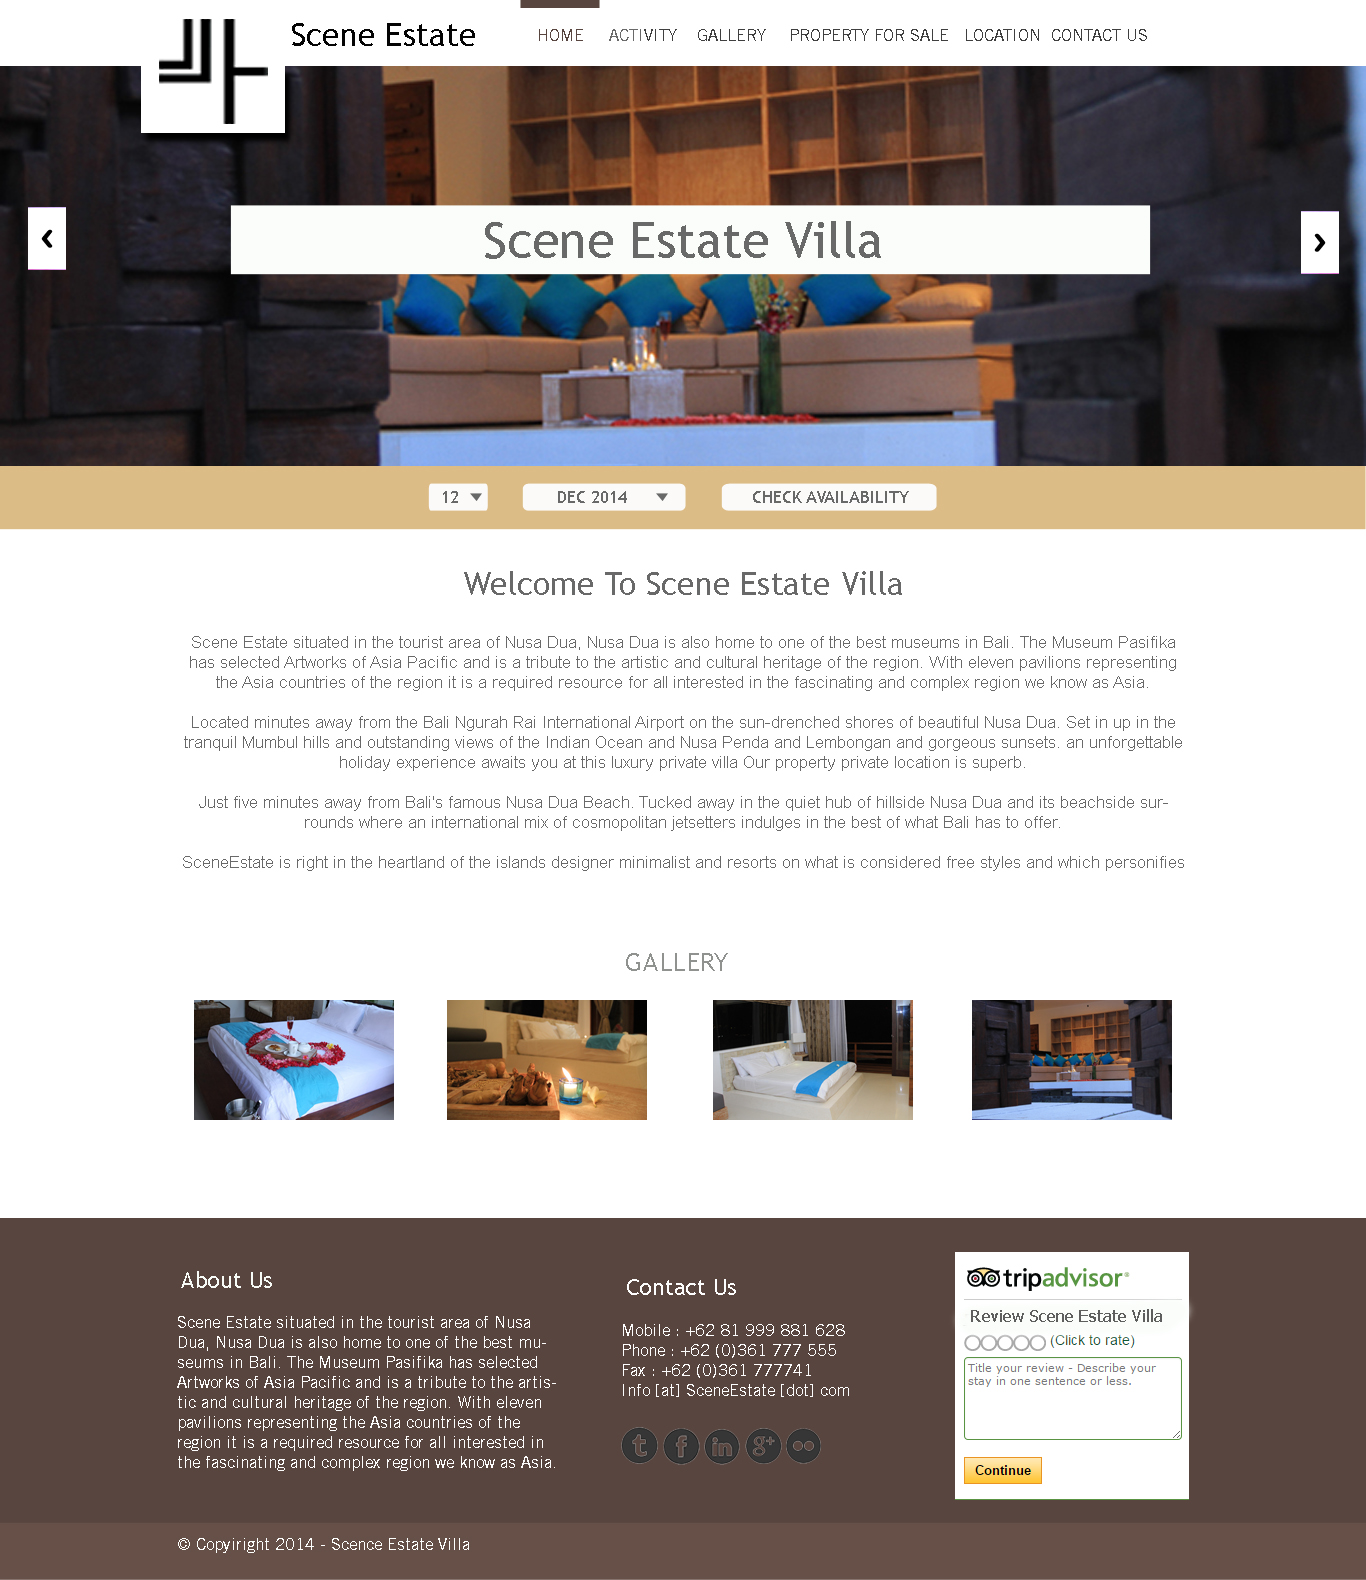 Scene Estate
HOME ACTIVITY GALLERY PROPERTY FOR SALE LOCATION CONTACT US
Scene Estate Villa
12 DEC 2014 CHECK AVAILABILITY
Welcome To Scene Estate Villa
Scene Estate situated in the tourist area of Nusa Dua, Nusa Dua is also home to one of the best museums in Bali. The Museum Pasifika
has selected Artworks of Asia Pacific and is a tribute to the artistic and cultural heritage of the region. With eleven pavilions representing
the Asia countries of the region it is a required resource for all interested in the fascinating and complex region we know as Asia.
Located minutes away from the Bali Ngurah Rai International Airport on the sun-drenched shores of beautiful Nusa Dua. Set in up in the
tranquil Mumbul hills and outstanding views of the Indian Ocean and Nusa Penda and Lembongan and gorgeous sunsets. an unforgettable
holiday experience awaits you at this luxury private villa Our property private location is superb.
Just five minutes away from Bali's famous Nusa Dua Beach. Tucked away in the quiet hub of hillside Nusa Dua and its beachside sur-
rounds where an international mix of cosmopolitan jetsetters indulges in the best of what Bali has to offer.
SceneEstate is right in the heartland of the islands designer minimalist and resorts on what is considered free styles and which personifies
GALLERY
About Us
Scene Estate situated in the tourist area of Nusa
Dua, Nusa Dua is also home to one of the best mu-
seums in Bali. The Museum Pasifika has selected
Artworks of Asia Pacific and is a tribute to the artis-
tic and cultural heritage of the region. With eleven
pavilions representing the Asia countries of the
region it is a required resource for all interested in
the fascinating and complex region we know as Asia.
Contact Us
Mobile : +62 81 999 881 628
Phone : +62 (0)361 777 555
Fax : +62 (0)361 777741
Info [at] SceneEstate [dot] com
t f in g+
tripadvisor®
Review Scene Estate Villa
(Click to rate)
Title your review - Describe your
stay in one sentence or less.
Continue
© Copyiright 2014 - Scence Estate Villa